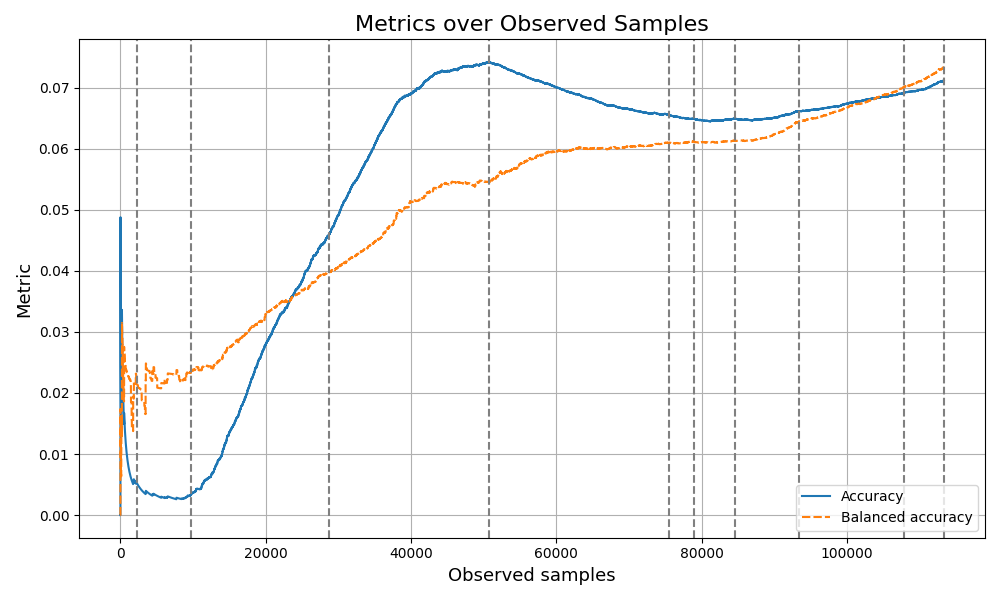 Metrics over Observed Samples
Metric
0.07
0.06
0.05
0.04
0.03
0.02
0.01
0.00
0
20000
40000
60000
80000
100000
Observed samples
Accuracy
Balanced accuracy